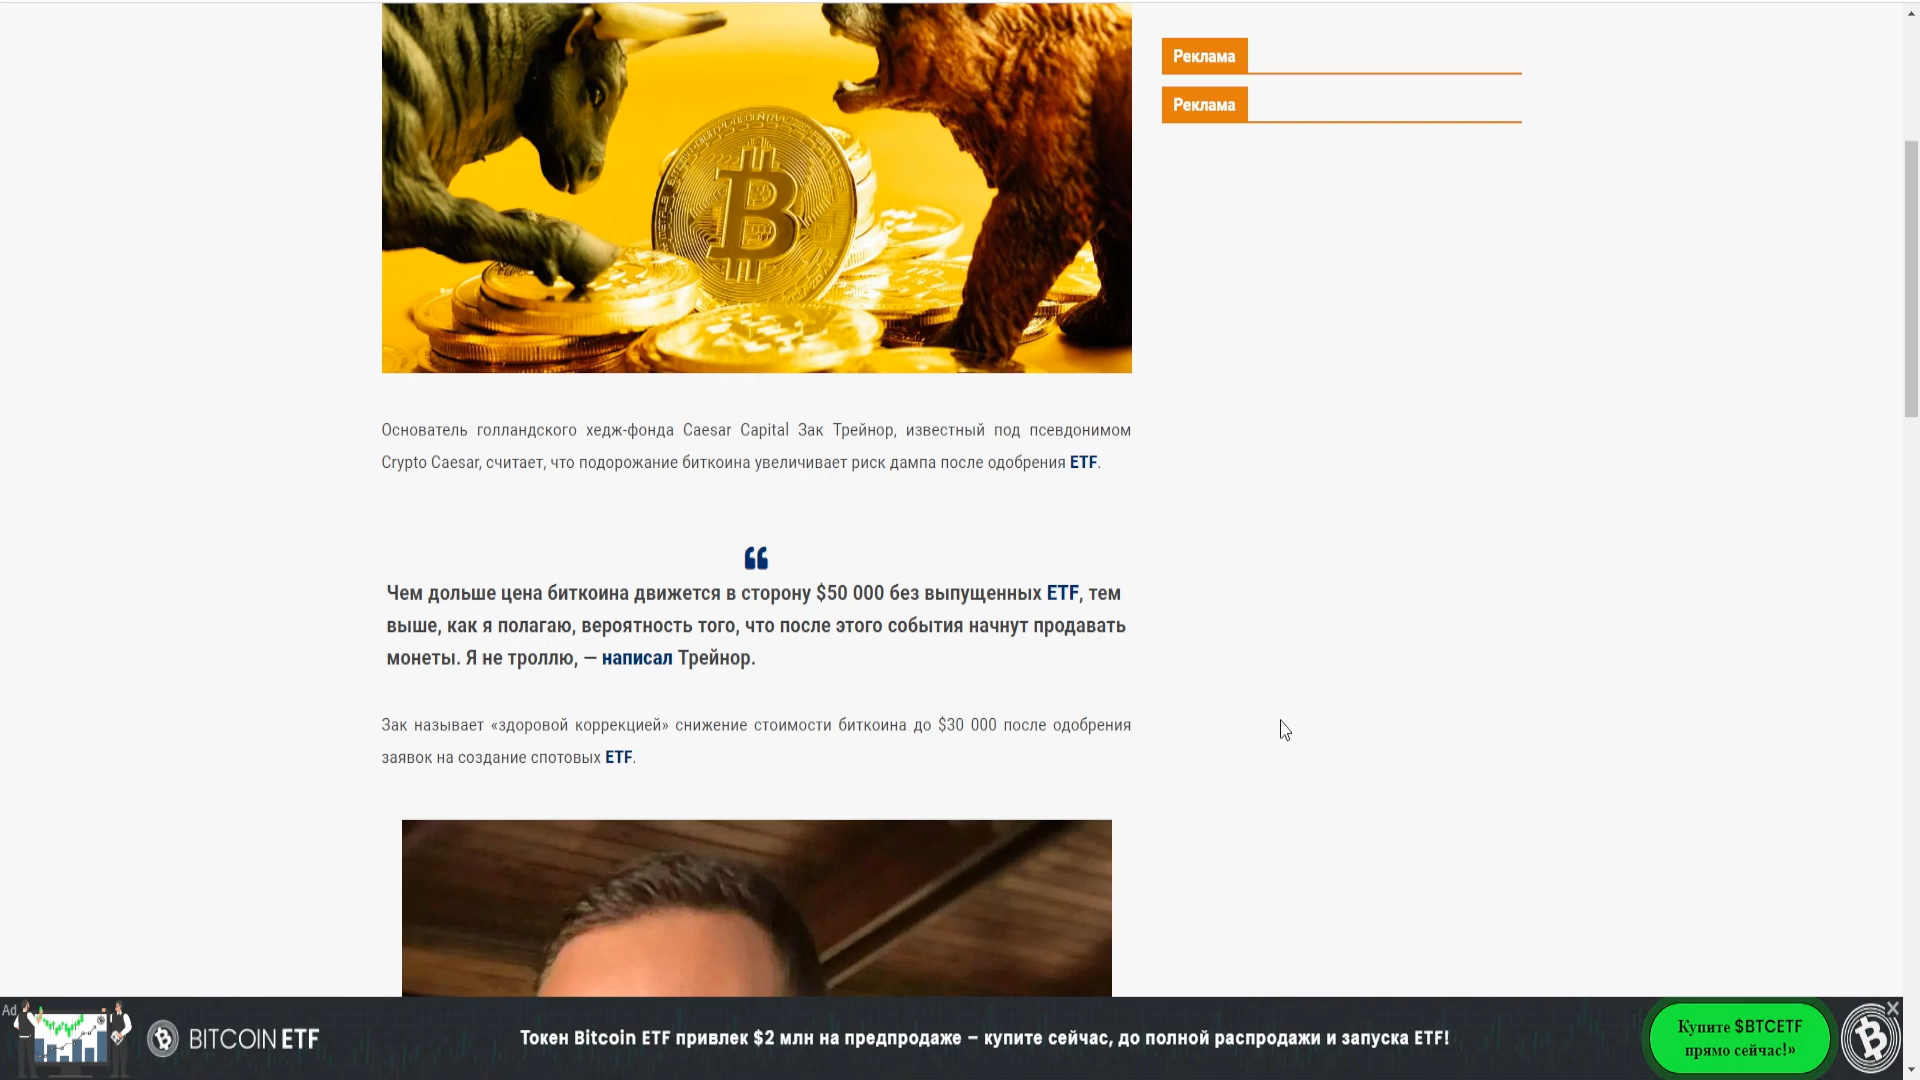 Реклама
Реклама
Основатель голландского хедж-фонда Caesar Capital Зак Трейнор, известный под псевдонимом
Crypto Caesar, считает, что подорожание биткоина увеличивает риск дампа после одобрения ETF.
Чем дольше цена биткоина движется в сторону $50 000 без выпущенных ETF, тем
выше, как я полагаю, вероятность того, что после этого события начнут продавать
монеты. Я не троллю, — написал Трейнор.
Зак называет «здоровой коррекцией» снижение стоимости биткоина до $30 000 после одобрения
заявок на создание спотовых ETF.
Ad
BITCOIN ETF
Токен Bitcoin ETF привлек $2 млн на предпродаже – купите сейчас, до полной распродажи и запуска ETF!
Купите $BTCETF
прямо сейчас!»